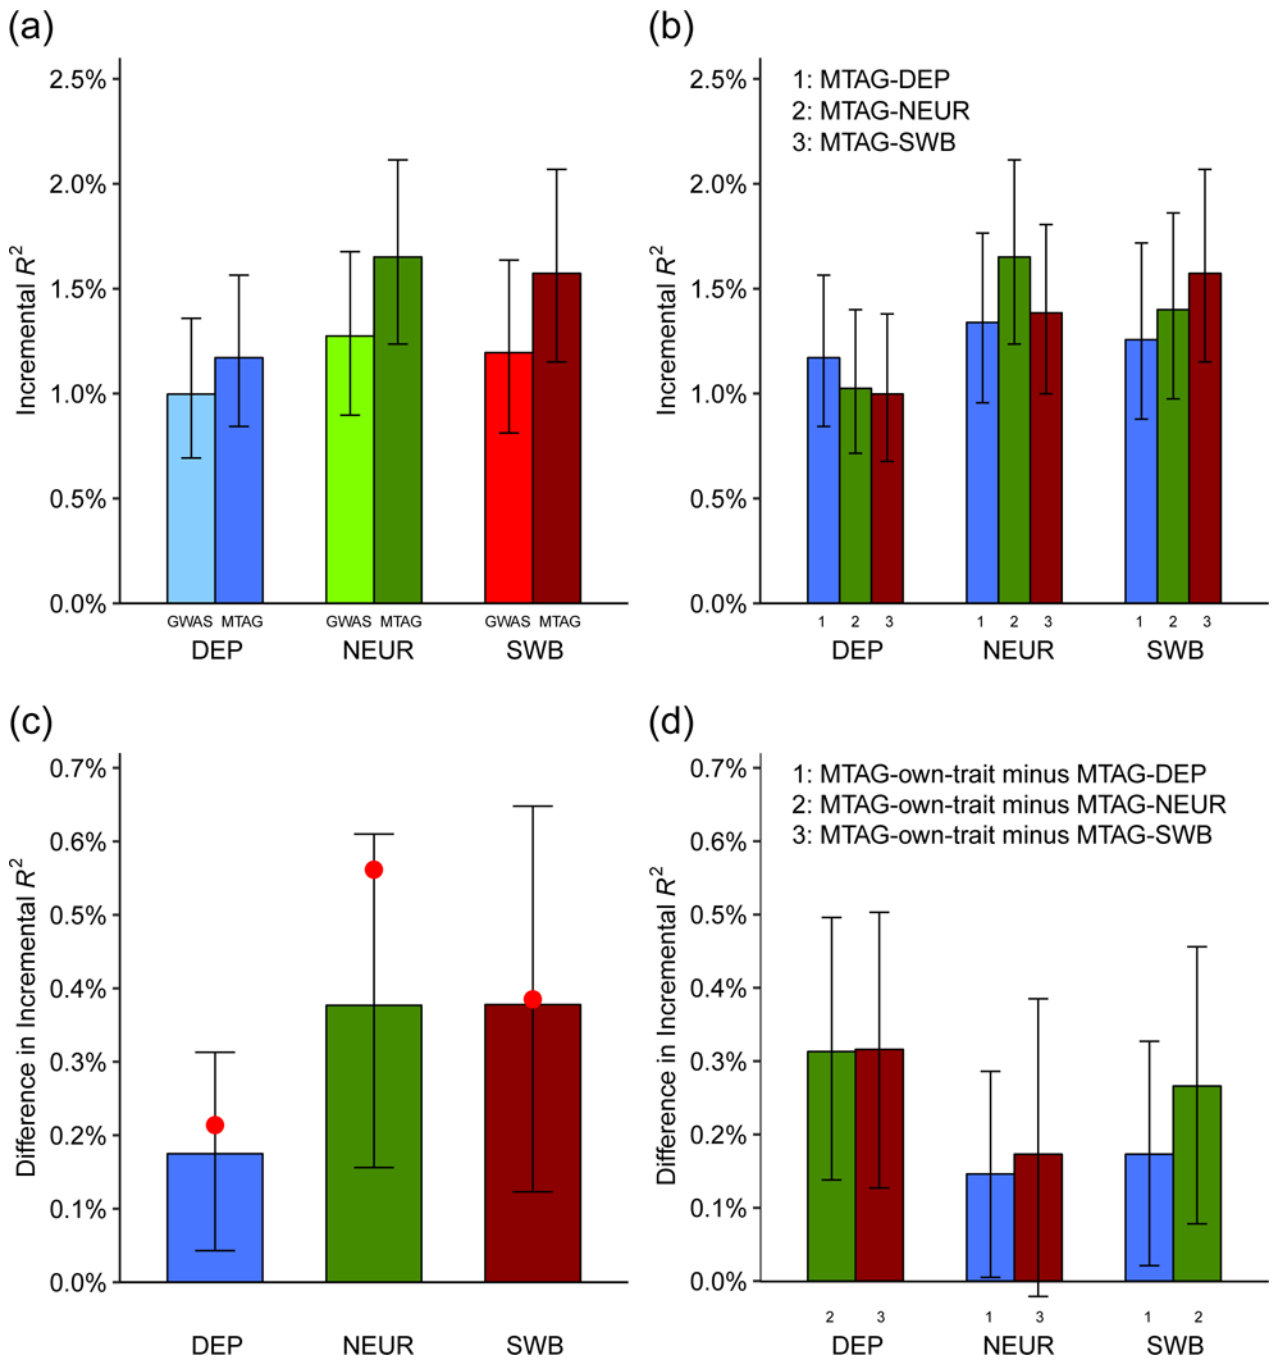 (a)
2.5%
2.0%
1.5%
1.0%
0.5%
0.0%
Incremental R²
GWAS MTAG GWAS MTAG GWAS MTAG
DEP NEUR SWB
(b)
2.5%
2.0%
1.5%
1.0%
0.5%
0.0%
Incremental R²
1: MTAG-DEP
2: MTAG-NEUR
3: MTAG-SWB
1 2 3 1 2 3 1 2 3
DEP NEUR SWB
(c)
0.7%
0.6%
0.5%
0.4%
0.3%
0.2%
0.1%
0.0%
Difference in Incremental R²
DEP NEUR SWB
(d)
0.7%
0.6%
0.5%
0.4%
0.3%
0.2%
0.1%
0.0%
Difference in Incremental R²
1: MTAG-own-trait minus MTAG-DEP
2: MTAG-own-trait minus MTAG-NEUR
3: MTAG-own-trait minus MTAG-SWB
2 3 1 3 1 2
DEP NEUR SWB